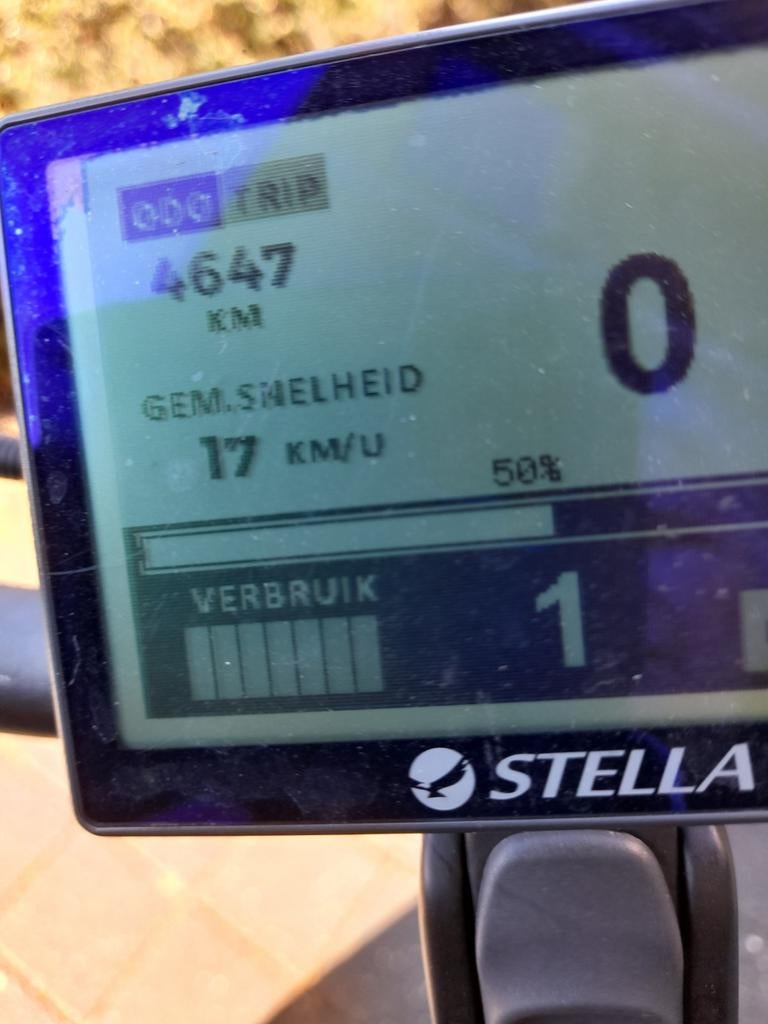 ODO TRIP
4647
KM
0
GEM.SNELHEID
17 KM/U
50%
VERBRUIK
1
STELLA